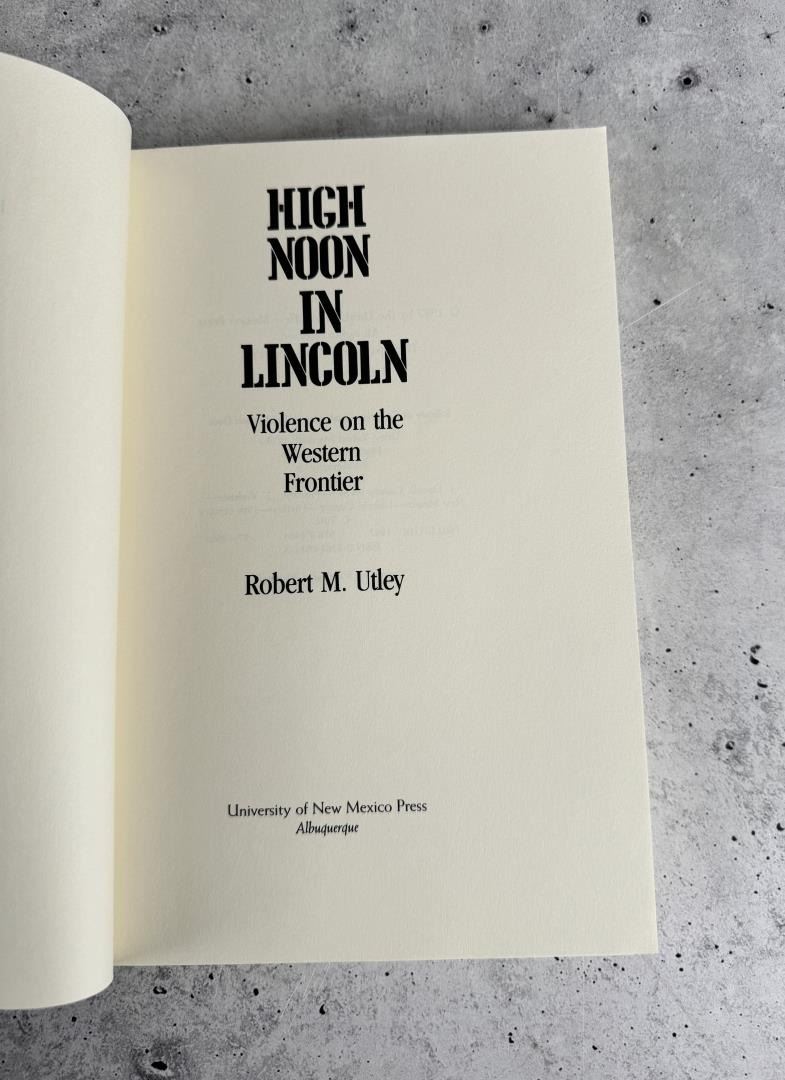 HIGH
NOON
IN
LINCOLN
Violence on the
Western
Frontier
Robert M. Utley
University of New Mexico Press
Albuquerque